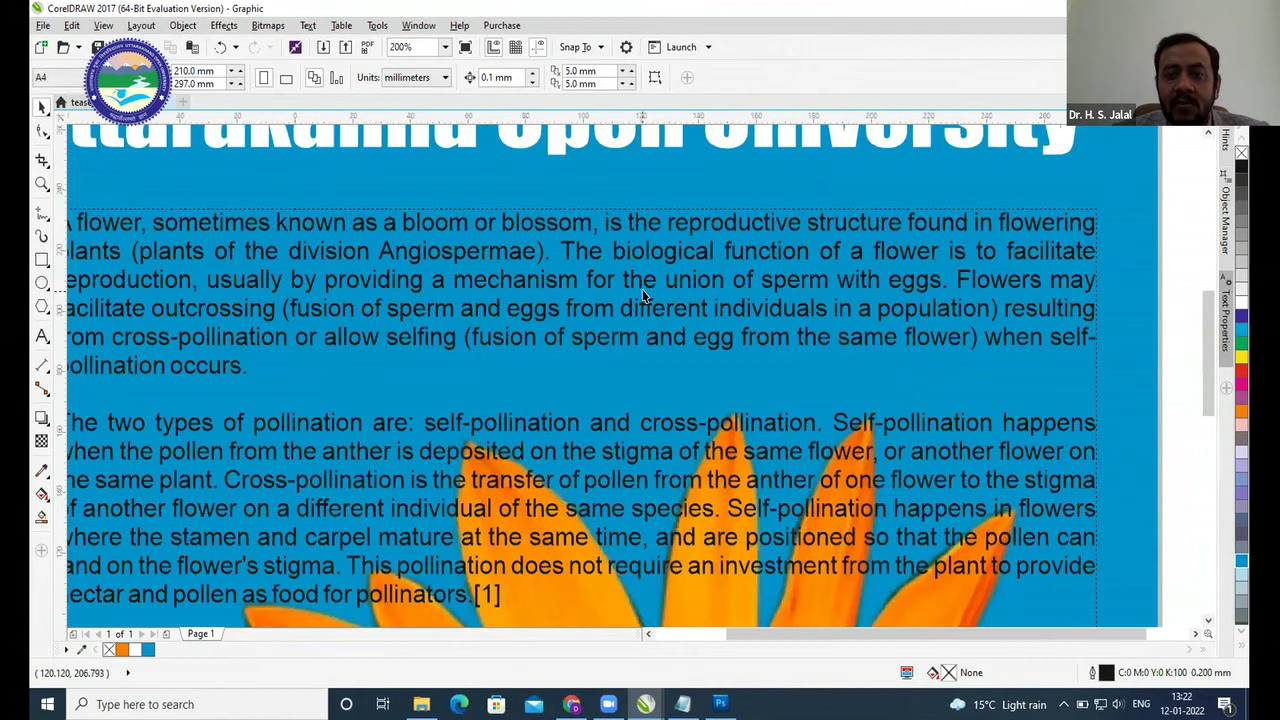 CorelDRAW 2017 (64-Bit Evaluation Version) - Graphic
File Edit View Layout Object Effects Bitmaps Text Table Tools Window Help Purchase
PDF 200% Snap To Launch
A4 210.0 mm 297.0 mm Units: millimeters 0.1 mm 5.0 mm 5.0 mm
Dr. H. S. Jalal
ttarakhand Open University
flower, sometimes known as a bloom or blossom, is the reproductive structure found in flowering
lants (plants of the division Angiospermae). The biological function of a flower is to facilitate
eproduction, usually by providing a mechanism for the union of sperm with eggs. Flowers may
acilitate outcrossing (fusion of sperm and eggs from different individuals in a population) resulting
rom cross-pollination or allow selfing (fusion of sperm and egg from the same flower) when self-
ollination occurs.
The two types of pollination are: self-pollination and cross-pollination. Self-pollination happens
when the pollen from the anther is deposited on the stigma of the same flower, or another flower on
he same plant. Cross-pollination is the transfer of pollen from the anther of one flower to the stigma
of another flower on a different individual of the same species. Self-pollination happens in flowers
where the stamen and carpel mature at the same time, and are positioned so that the pollen can
and on the flower's stigma. This pollination does not require an investment from the plant to provide
ectar and pollen as food for pollinators.[1]
Hints
Object Manager
Text Properties
1 of 1 Page 1
(120.120, 206.793) None C:0 M:0 Y:0 K:100 0.200 mm
Type here to search 15°C Light rain ENG 13:22
12-01-2022